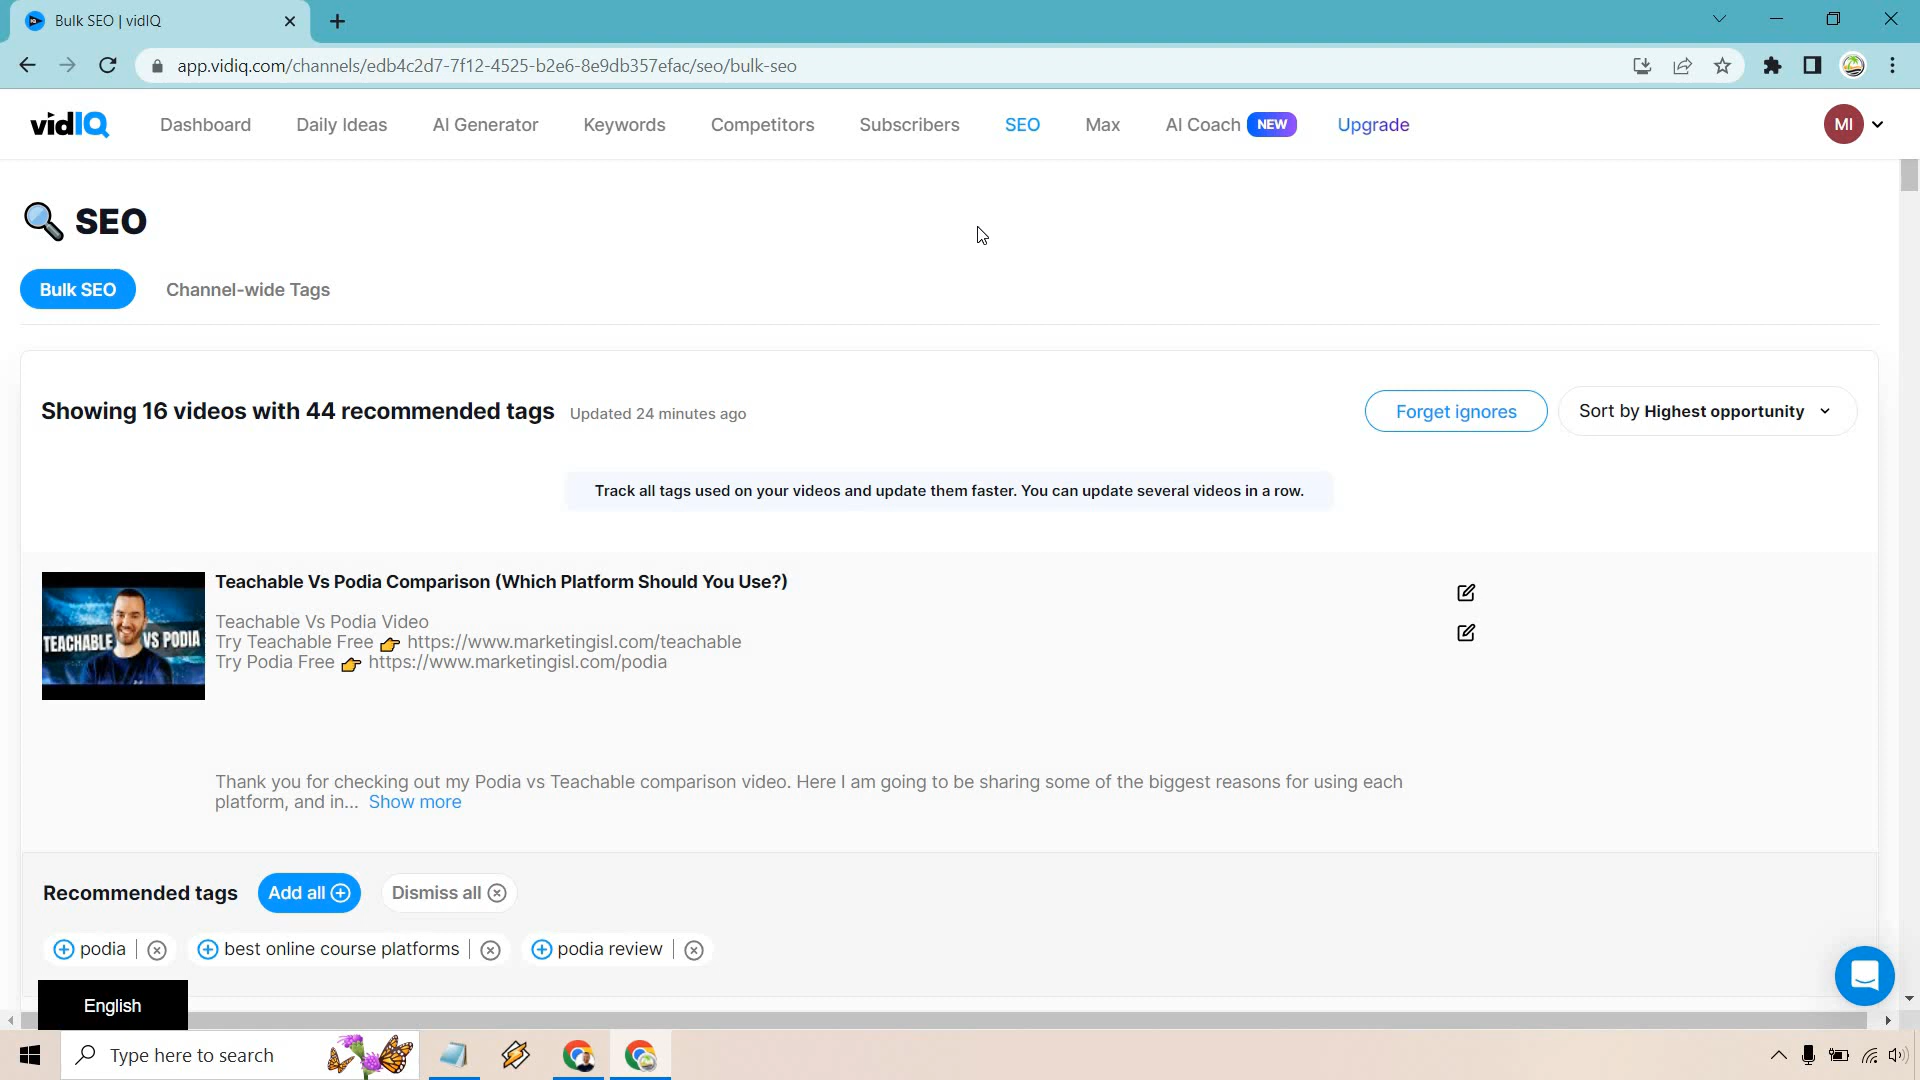 Bulk SEO | vidIQ
app.vidiq.com/channels/edb4c2d7-7f12-4525-b2e6-8e9db357efac/seo/bulk-seo
vidIQ Dashboard Daily Ideas AI Generator Keywords Competitors Subscribers SEO Max AI Coach NEW Upgrade MI
SEO
Bulk SEO Channel-wide Tags
Showing 16 videos with 44 recommended tags Updated 24 minutes ago Forget ignores Sort by Highest opportunity
Track all tags used on your videos and update them faster. You can update several videos in a row.
Teachable Vs Podia Comparison (Which Platform Should You Use?)
TEACHABLE VS PODIA
Teachable Vs Podia Video
Try Teachable Free 👉 https://www.marketingisl.com/teachable
Try Podia Free 👉 https://www.marketingisl.com/podia
Thank you for checking out my Podia vs Teachable comparison video. Here I am going to be sharing some of the biggest reasons for using each
platform, and in... Show more
Recommended tags Add all Dismiss all
podia best online course platforms podia review
English
Type here to search